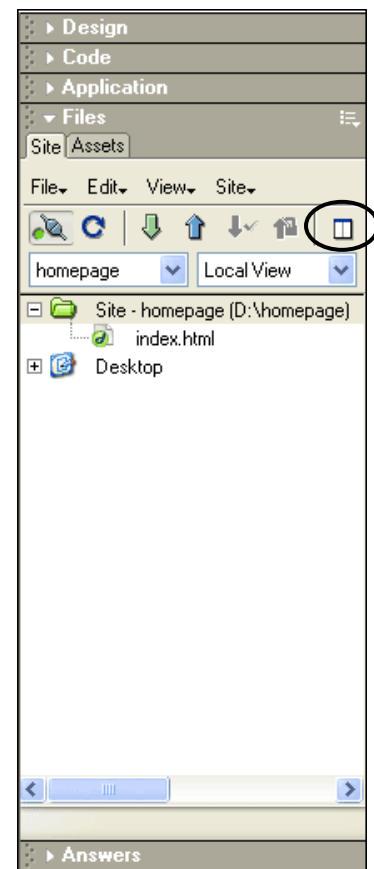 Design
Code
Application
Files
Site Assets
File Edit View Site
homepage Local View
Site - homepage (D:\homepage)
index.html
Desktop
Answers